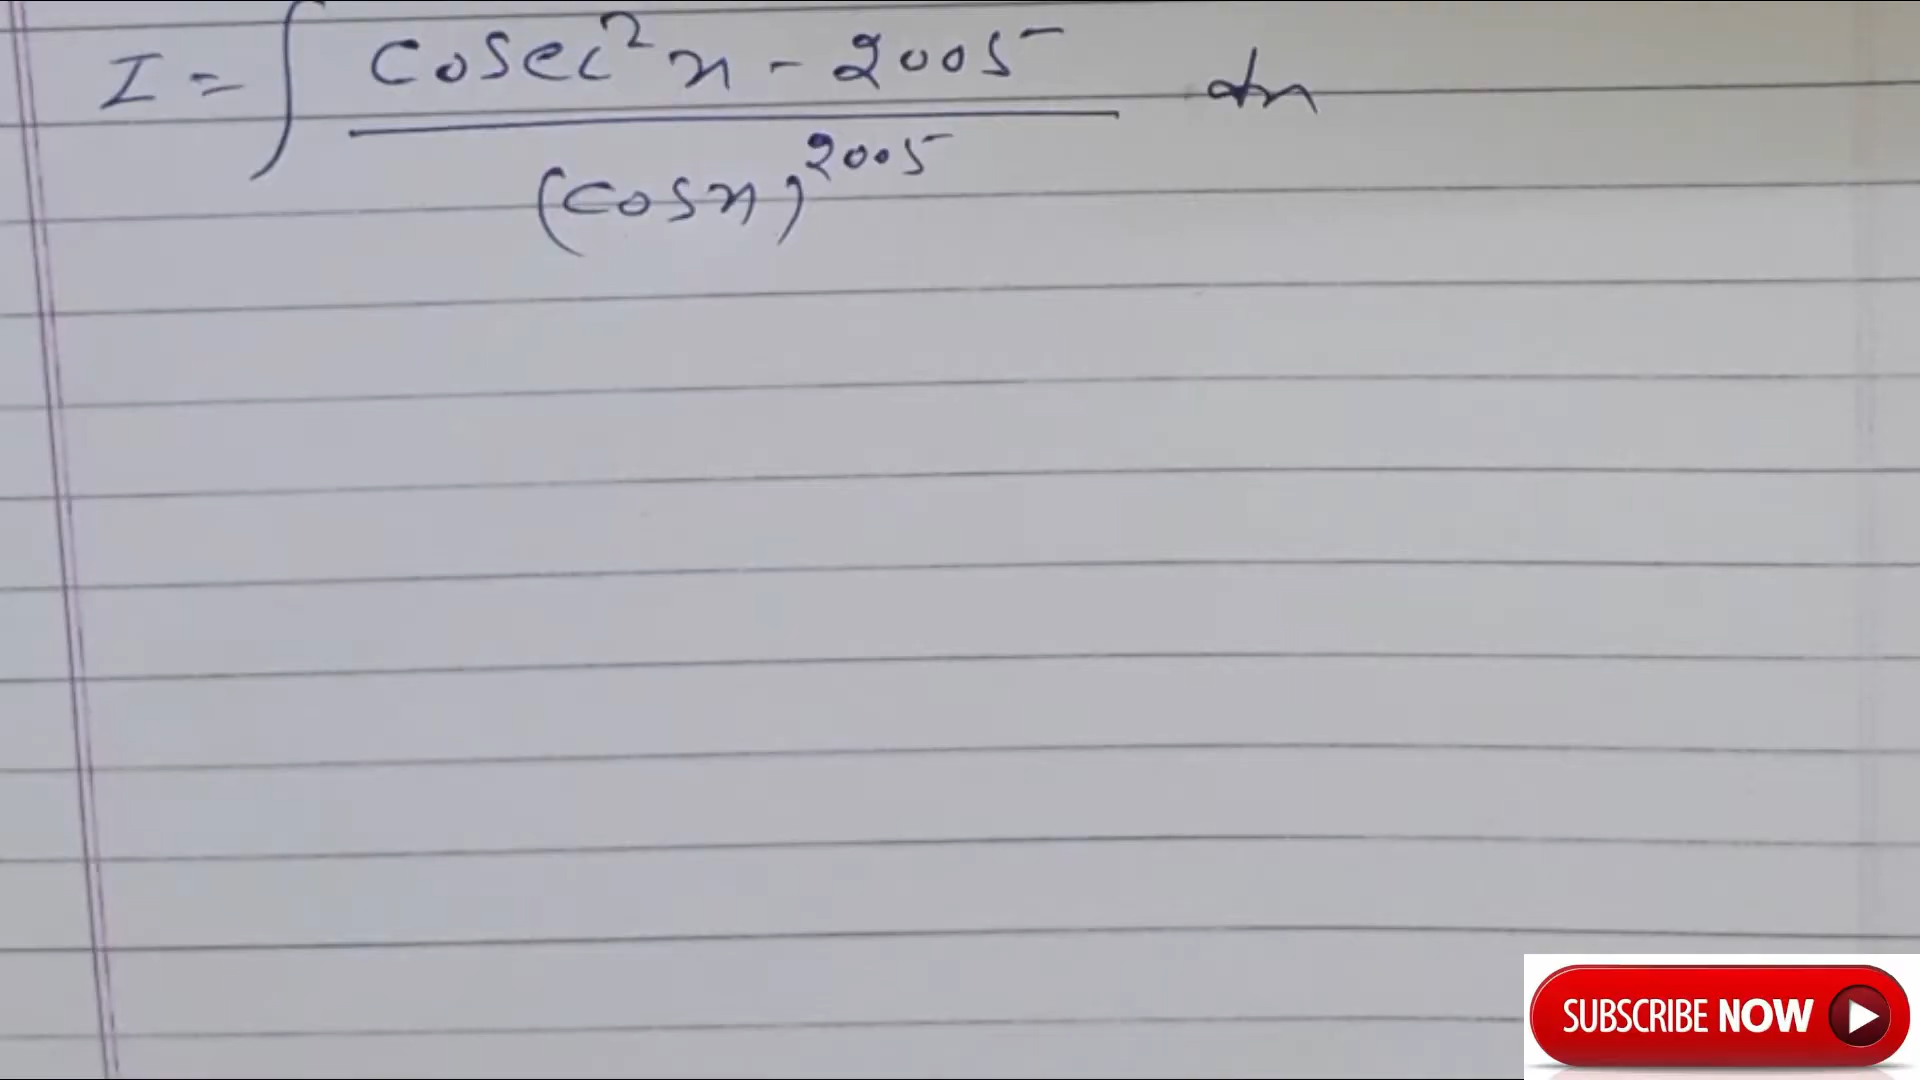 I = ∫ cosec²x - 2005 dx
(cosx)²⁰⁰⁵
SUBSCRIBE NOW